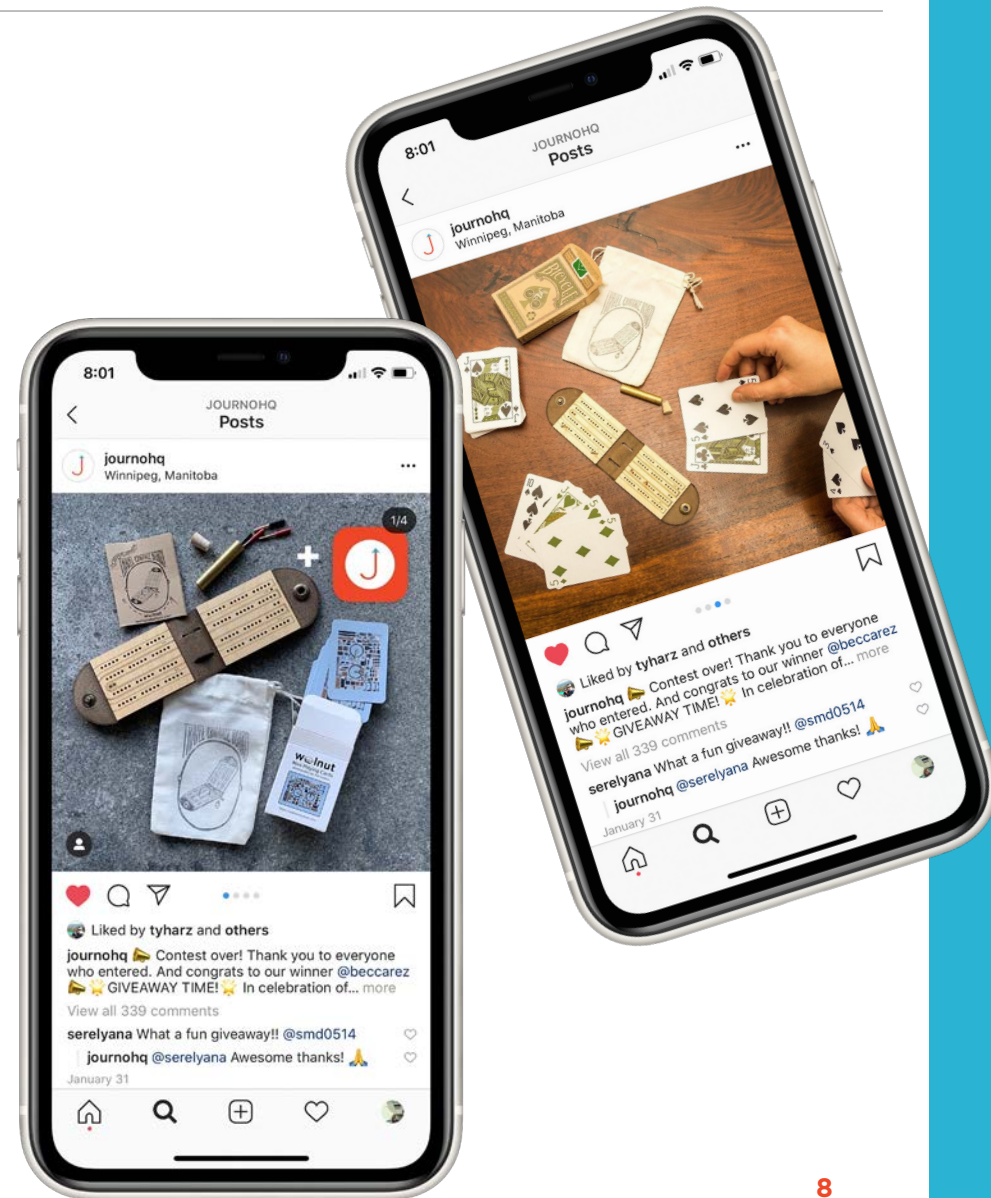 8:01
JOURNOHQ
Posts
journohq
Winnipeg, Manitoba
BICYCLE
Liked by tyharz and others
journohq 📣 Contest over! Thank you to everyone
who entered. And congrats to our winner @beccarez
📣🌟GIVEAWAY TIME!🌟 In celebration of... more
View all 339 comments
serelyana What a fun giveaway!! @smd0514
journohq @serelyana Awesome thanks! 🙏
January 31
8:01
JOURNOHQ
Posts
journohq
Winnipeg, Manitoba
1/4
+
J
TRAVEL CRIBBAGE BOARD
walnut
Liked by tyharz and others
journohq 📣 Contest over! Thank you to everyone
who entered. And congrats to our winner @beccarez
📣🌟GIVEAWAY TIME!🌟 In celebration of... more
View all 339 comments
serelyana What a fun giveaway!! @smd0514
journohq @serelyana Awesome thanks! 🙏
January 31
8